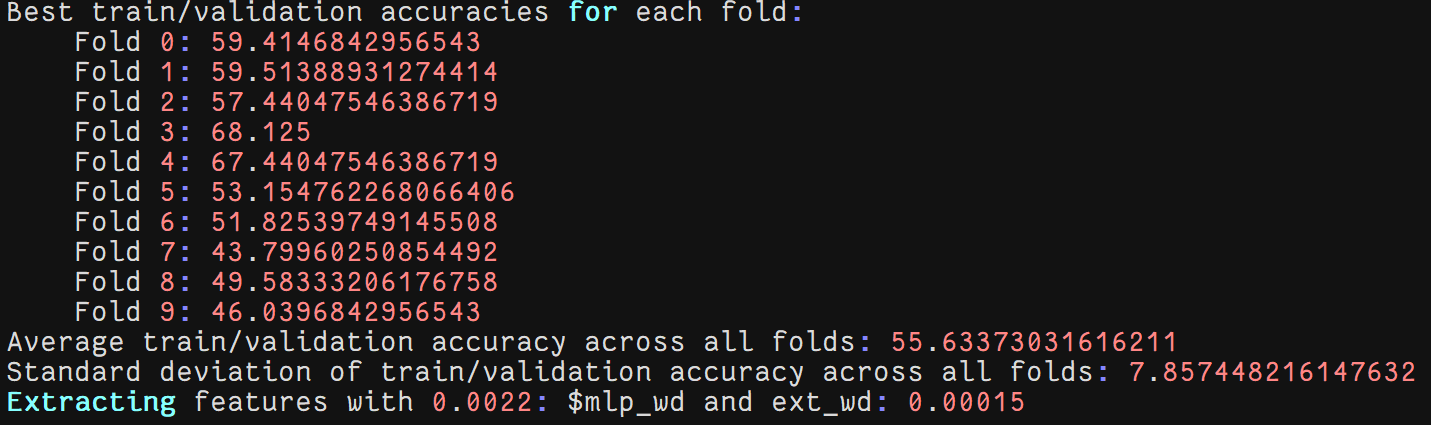 Best train/validation accuracies for each fold:
Fold 0: 59.4146842956543
Fold 1: 59.51388931274414
Fold 2: 57.44047546386719
Fold 3: 68.125
Fold 4: 67.44047546386719
Fold 5: 53.154762268066406
Fold 6: 51.82539749145508
Fold 7: 43.79960250854492
Fold 8: 49.58333206176758
Fold 9: 46.0396842956543
Average train/validation accuracy across all folds: 55.63373031616211
Standard deviation of train/validation accuracy across all folds: 7.857448216147632
Extracting features with 0.0022: $mlp_wd and ext_wd: 0.00015